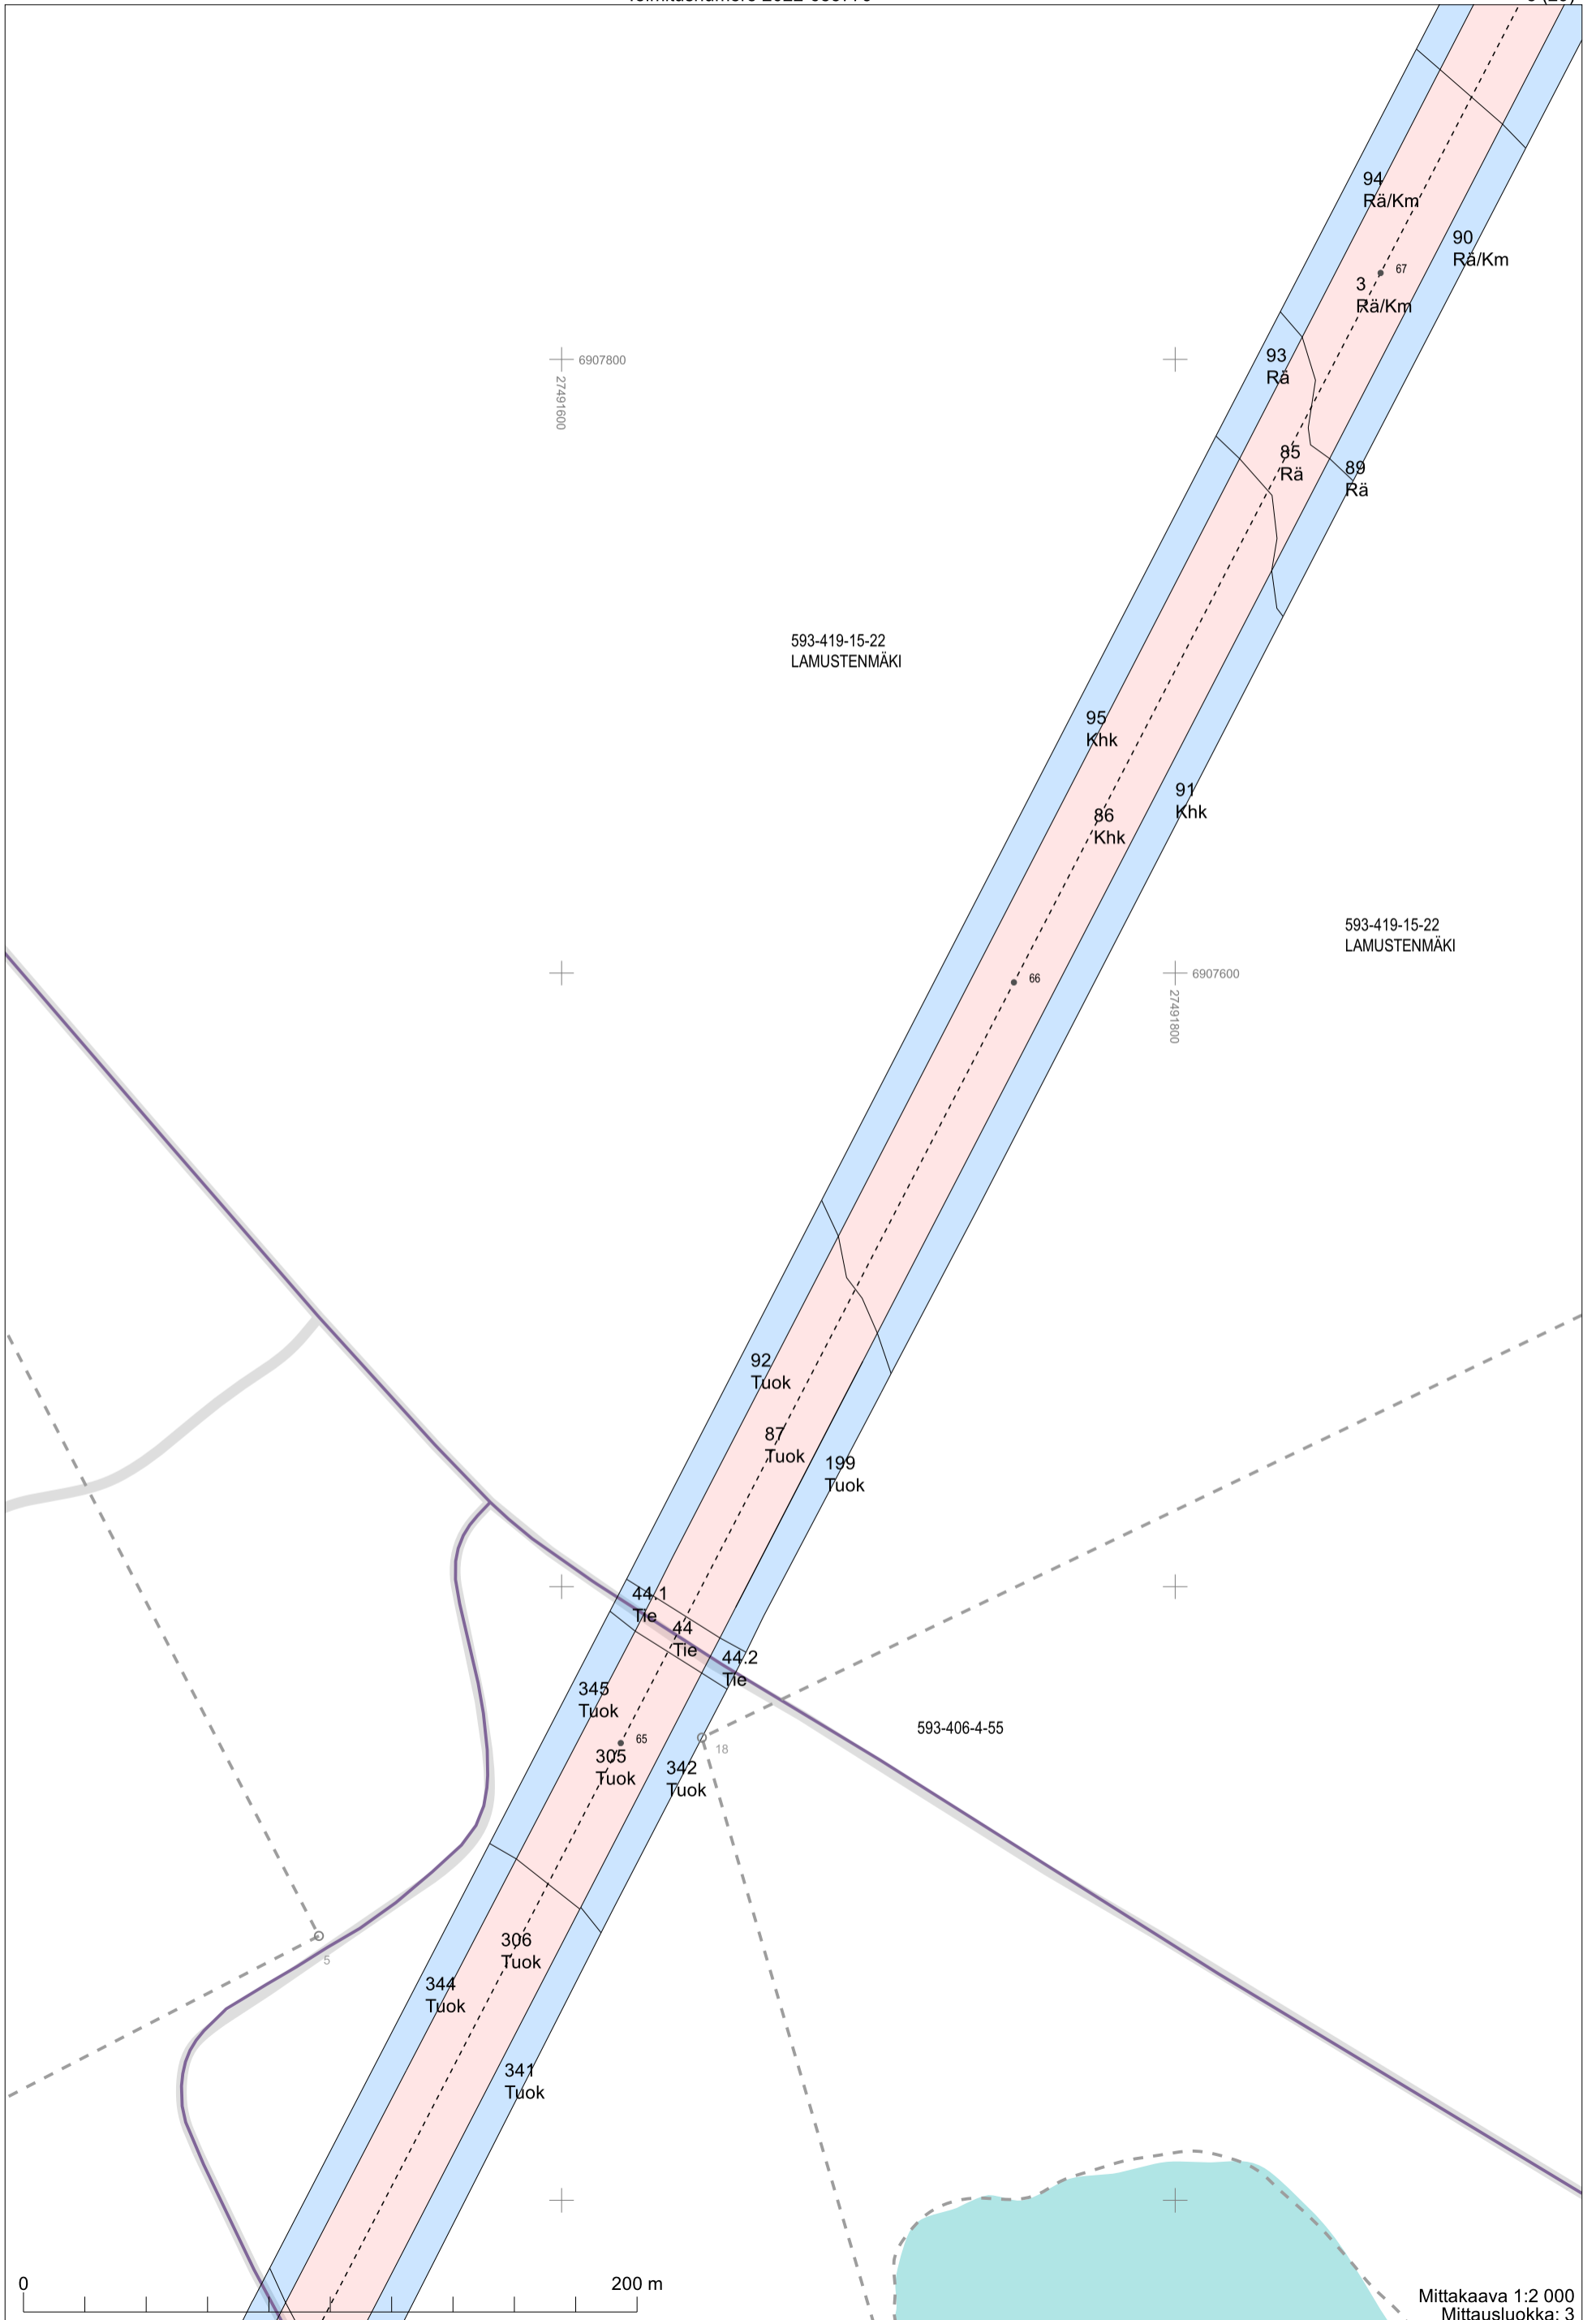 94
Rä/Km
90
Rä/Km
67
3
Rä/Km
6907800
27491600
93
Rä
85
Rä
89
Rä
593-419-15-22
LAMUSTENMÄKI
95
Khk
91
Khk
86
Khk
593-419-15-22
LAMUSTENMÄKI
66
6907600
27491800
92
Tuok
87
Tuok
199
Tuok
44.1
Tie
44
Tie
44.2
Tie
345
Tuok
593-406-4-55
65
18
305
Tuok
342
Tuok
306
Tuok
5
344
Tuok
341
Tuok
0
200 m
Mittakaava 1:2 000
Mittausluokka: 3